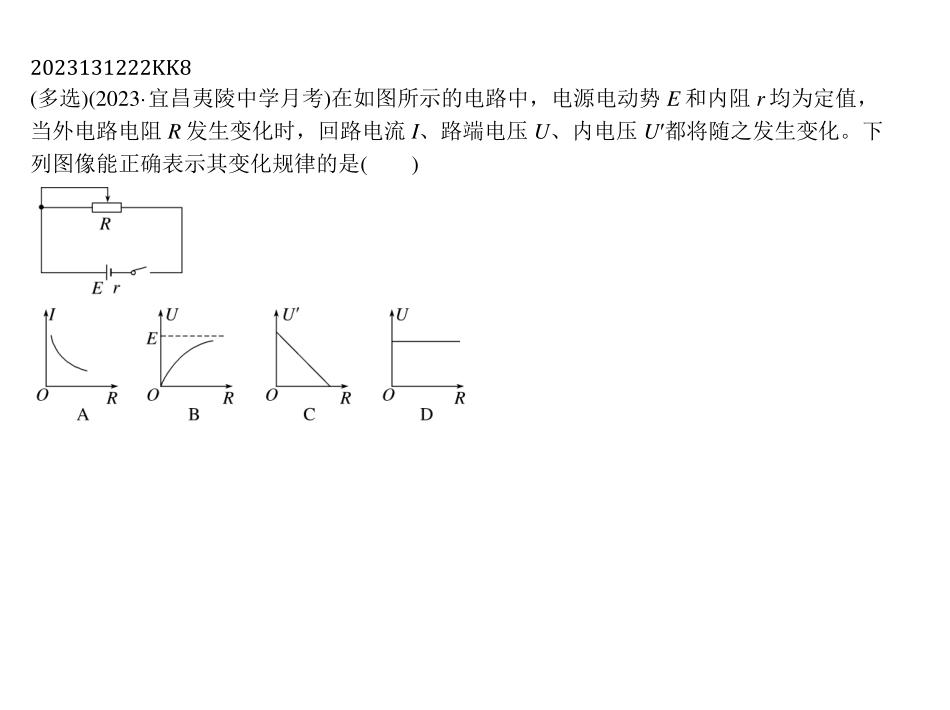 2023131222KK8
(多选)(2023·宜昌夷陵中学月考)在如图所示的电路中，电源电动势 E 和内阻 r 均为定值，
当外电路电阻 R 发生变化时，回路电流 I、路端电压 U、内电压 U′都将随之发生变化。下
列图像能正确表示其变化规律的是(　　)
R
E r
I U U′ U
E
O R O R O R O R
A B C D